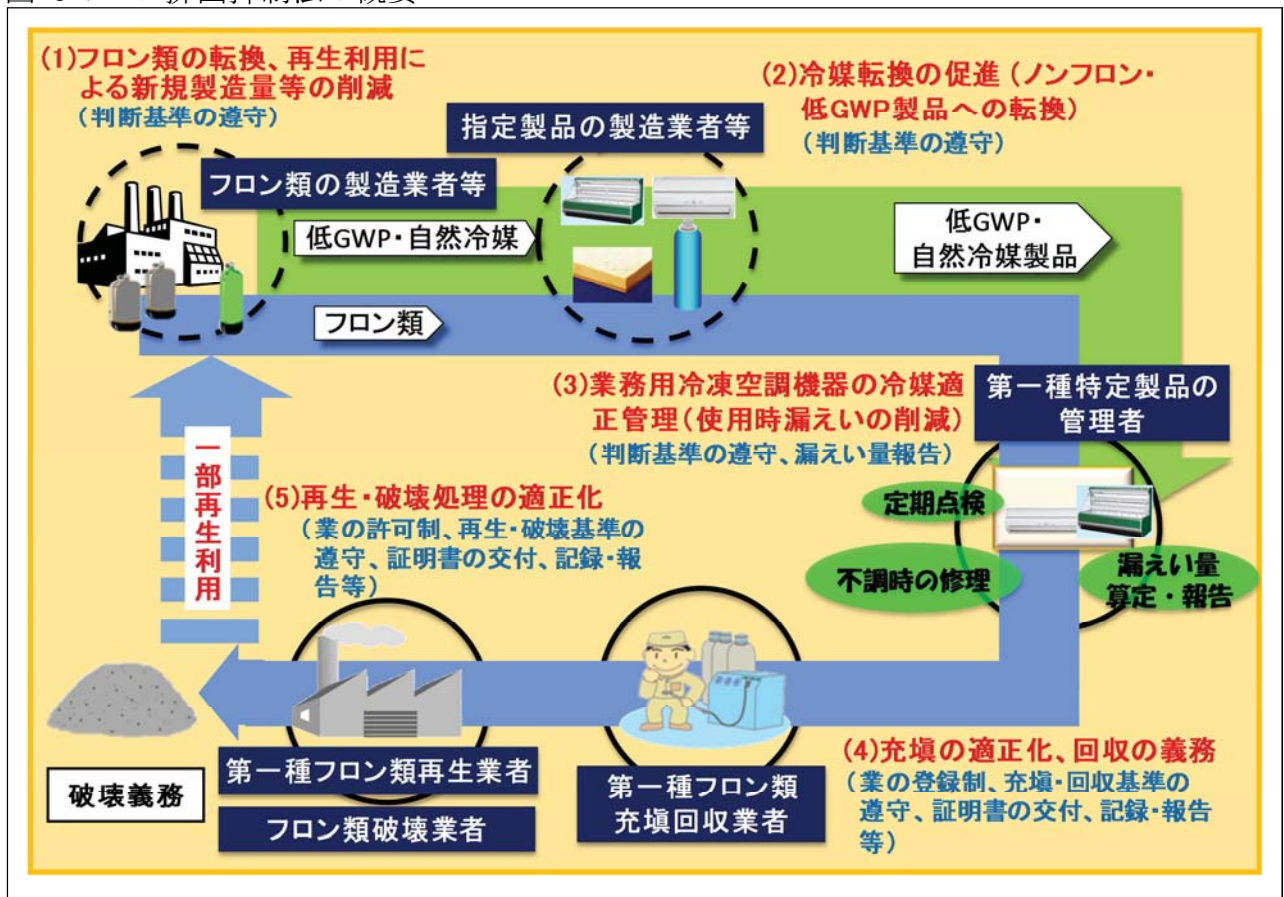 (1)フロン類の転換、再生利用に
よる新規製造量等の削減
(判断基準の遵守)
(2)冷媒転換の促進(ノンフロン・
低GWP製品への転換)
(判断基準の遵守)
指定製品の製造業者等
フロン類の製造業者等
低GWP・自然冷媒
低GWP・
自然冷媒製品
フロン類
(3)業務用冷凍空調機器の冷媒適
正管理(使用時漏えいの削減)
(判断基準の遵守、漏えい量報告)
第一種特定製品の
管理者
定期点検
不調時の修理
漏えい量
算定・報告
一部再生利用
(5)再生・破壊処理の適正化
(業の許可制、再生・破壊基準の
遵守、証明書の交付、記録・報
告等)
(4)充塡の適正化、回収の義務
(業の登録制、充塡・回収基準の
遵守、証明書の交付、記録・報告
等)
第一種フロン類
充塡回収業者
第一種フロン類再生業者
フロン類破壊業者
破壊義務